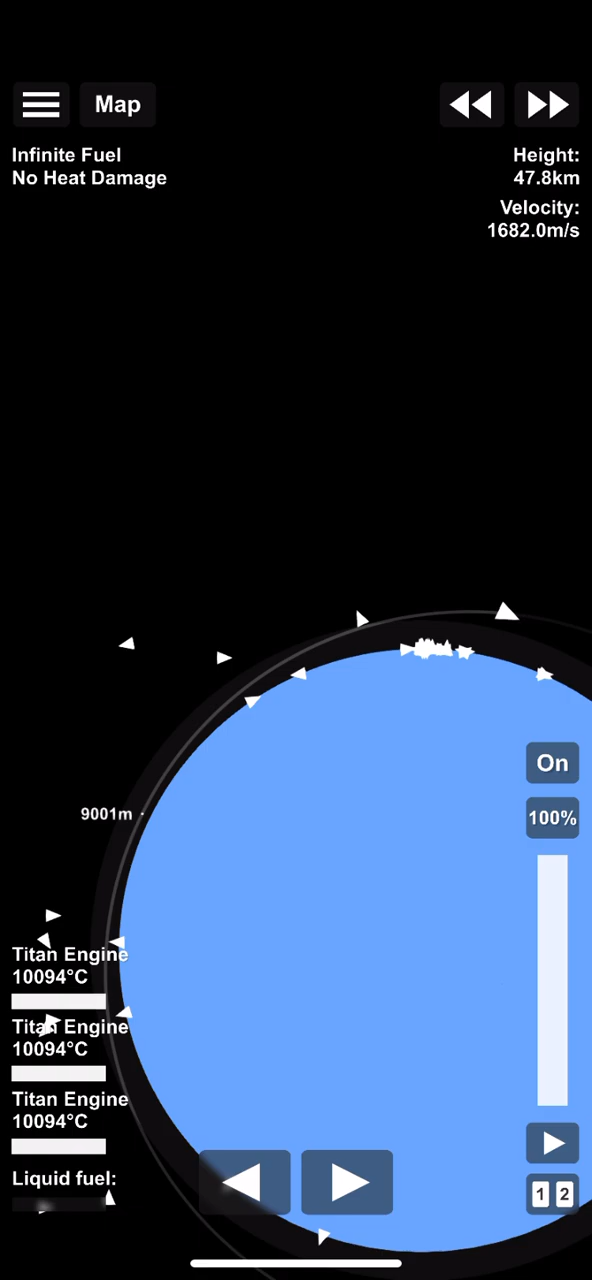 Map
Infinite Fuel
No Heat Damage
Height:
47.8km
Velocity:
1682.0m/s
9001m
On
100%
Titan Engine
10094°C
Titan Engine
10094°C
Titan Engine
10094°C
Liquid fuel:
1 2